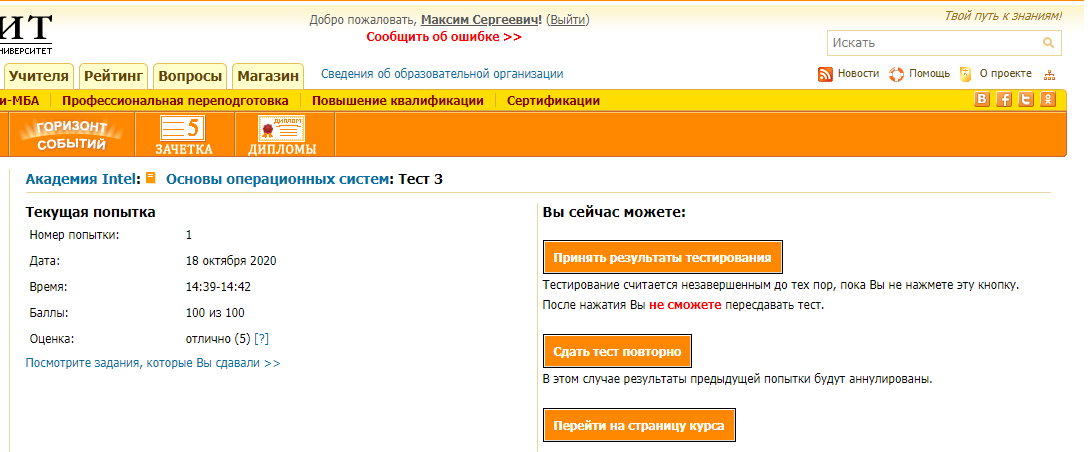 ИТ
НИВЕРСИТЕТ
Добро пожаловать, Максим Сергеевич! (Выйти)
Сообщить об ошибке >>
Твой путь к знаниям!
Искать
Учителя Рейтинг Вопросы Магазин Сведения об образовательной организации
Новости Помощь О проекте
и-МБА Профессиональная переподготовка Повышение квалификации Сертификации
ГОРИЗОНТ СОБЫТИЙ
5
ЗАЧЕТКА
ДИПЛОМ
ДИПЛОМЫ
Академия Intel: Основы операционных систем: Тест 3
Текущая попытка
Номер попытки: 1
Дата: 18 октября 2020
Время: 14:39-14:42
Баллы: 100 из 100
Оценка: отлично (5) [?]
Посмотрите задания, которые Вы сдавали >>
Вы сейчас можете:
Принять результаты тестирования
Тестирование считается незавершенным до тех пор, пока Вы не нажмете эту кнопку.
После нажатия Вы не сможете пересдавать тест.
Сдать тест повторно
В этом случае результаты предыдущей попытки будут аннулированы.
Перейти на страницу курса